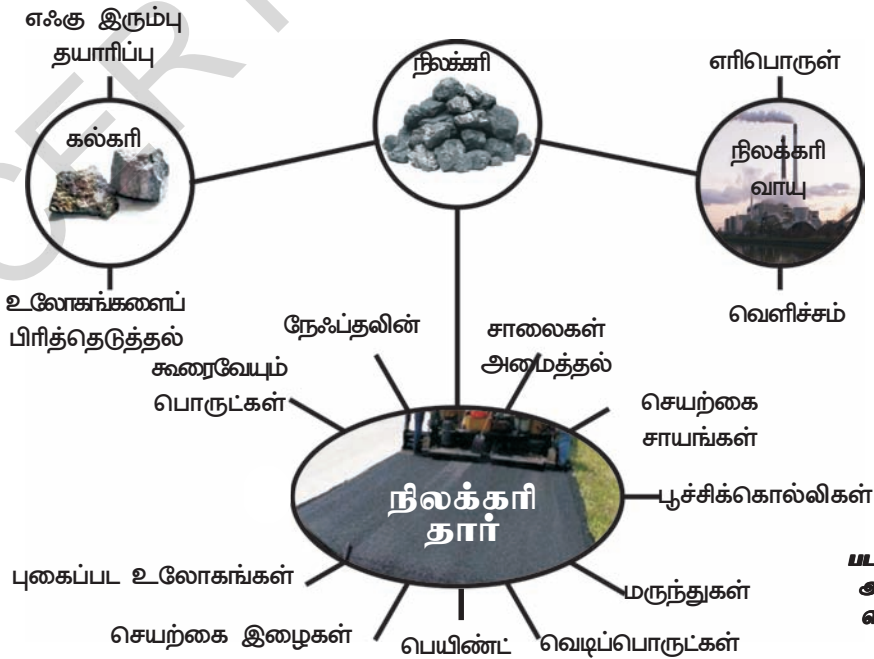 எஃகு இரும்பு
தயாரிப்பு
நிலக்கரி
எரிபொருள்
கல்கரி
நிலக்கரி
வாயு
உலோகங்களைப்
பிரித்தெடுத்தல்
வெளிச்சம்
நேஃப்தலின்
சாலைகள்
அமைத்தல்
கூரைவேயும்
பொருட்கள்
செயற்கை
சாயங்கள்
நிலக்கரி
தார்
பூச்சிக்கொல்லிகள்
புகைப்பட உலோகங்கள்
மருந்துகள்
செயற்கை இழைகள்
பெயிண்ட்
வெடிப்பொருட்கள்